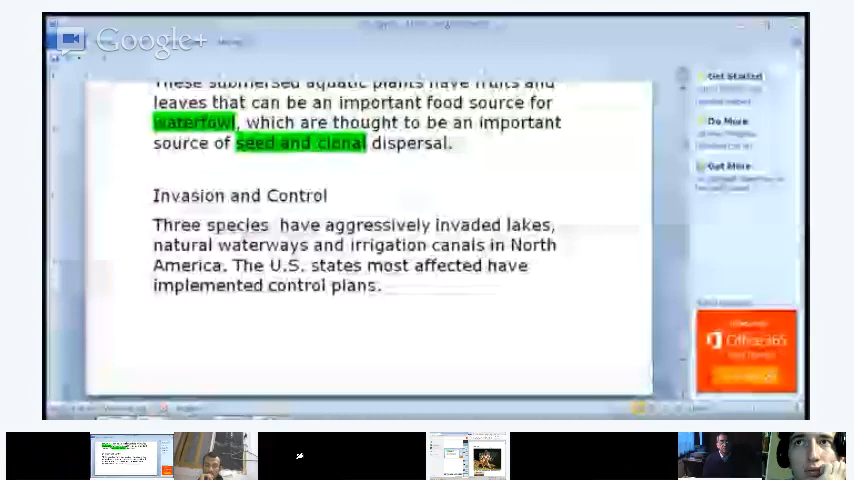 Google+
These submersed aquatic plants have fruits and
leaves that can be an important food source for
waterfowl, which are thought to be an important
source of seed and clonal dispersal.
Invasion and Control
Three species  have aggressively invaded lakes,
natural waterways and irrigation canals in North
America. The U.S. states most affected have
implemented control plans.
Get Started
Do More
Get More
Office 365